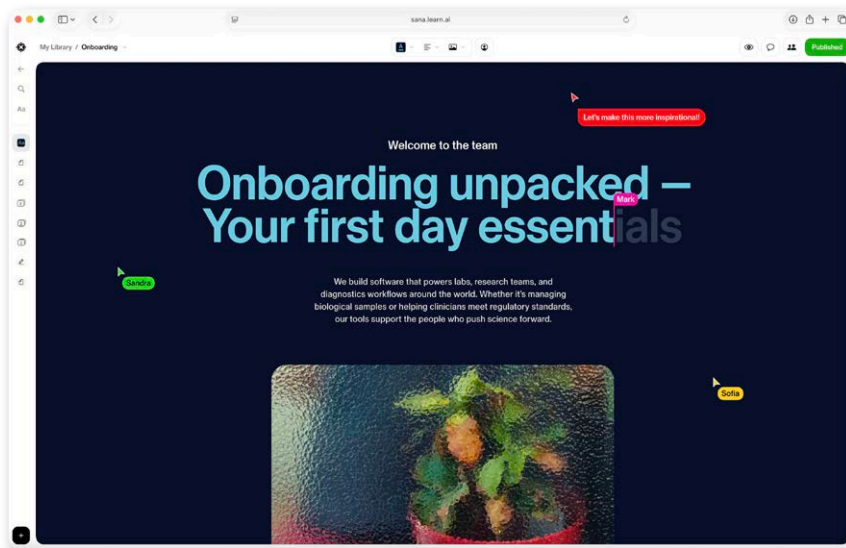 sana.learn.ai
My Library / Onboarding
Published
Aa
Let's make this more inspirational!
Welcome to the team
Onboarding unpacked –
Mark
Your first day essentials
Sandra
We build software that powers labs, research teams, and
diagnostics workflows around the world. Whether it's managing
biological samples or helping clinicians meet regulatory standards,
our tools support the people who push science forward.
Sofia